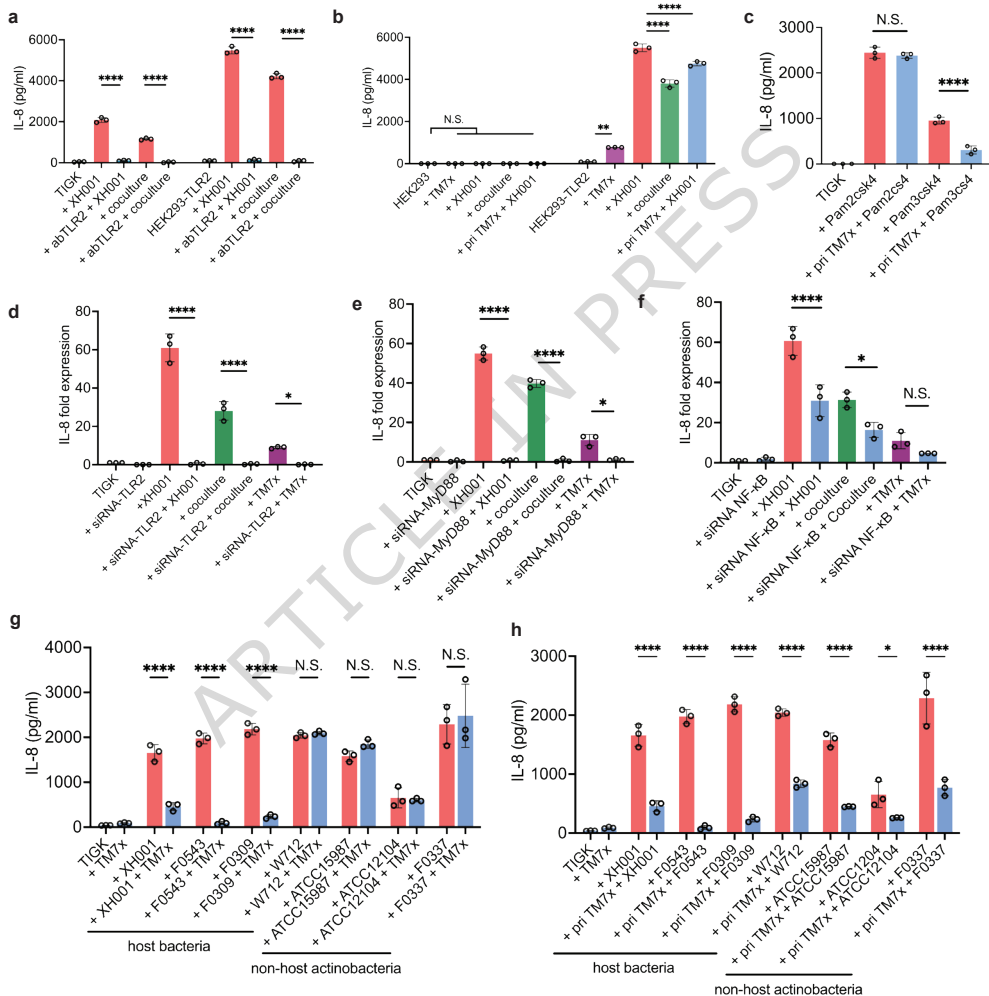 a
IL-8 (pg/ml)
6000
4000
2000
0
****
****
****
****
TIGK
+ XH001
+ abTLR2 + XH001
+ coculture
+ abTLR2 + coculture
HEK293-TLR2
+ XH001
+ abTLR2 + XH001
+ coculture
+ abTLR2 + coculture
b
IL-8 (pg/ml)
6000
4000
2000
0
N.S.
**
****
****
HEK293
+ TM7x
+ XH001
+ coculture
+ pri TM7x + XH001
HEK293-TLR2
+ TM7x
+ XH001
+ coculture
+ pri TM7x + XH001
c
IL-8 (pg/ml)
3000
2000
1000
0
N.S.
****
TIGK
+ Pam2csk4
+ pri TM7x + Pam2cs4
+ Pam3csk4
+ pri TM7x + Pam3cs4
d
IL-8 fold expression
80
60
40
20
0
****
****
*
TIGK
+ siRNA-TLR2
+XH001
+ siRNA-TLR2 + XH001
+ coculture
+ siRNA-TLR2 + coculture
+ TM7x
+ siRNA-TLR2 + TM7x
e
IL-8 fold expression
80
60
40
20
0
****
****
*
TIGK
+ siRNA-MyD88
+ XH001
+ siRNA-MyD88 + XH001
+ coculture
+ siRNA-MyD88 + coculture
+ TM7x
+ siRNA-MyD88 + TM7x
f
IL-8 fold expression
80
60
40
20
0
****
*
N.S.
TIGK
+ siRNA NF-κB
+ XH001
+ siRNA NF-κB + XH001
+ coculture
+ siRNA NF-κB + Coculture
+ TM7x
+ siRNA NF-κB + TM7x
g
IL-8 (pg/ml)
4000
3000
2000
1000
0
****
****
****
N.S.
N.S.
N.S.
N.S.
TIGK
+ TM7x
+ XH001
+ XH001 + TM7x
+ F0543
+ F0543 + TM7x
+ F0309
+ F0309 + TM7x
+ W712
+ W712 + TM7x
+ ATCC15987
+ ATCC15987 + TM7x
+ ATCC12104
+ ATCC12104 + TM7x
+ F0337
+ F0337 + TM7x
host bacteria
non-host actinobacteria
h
IL-8 (pg/ml)
3000
2000
1000
0
****
****
****
****
****
*
****
TIGK
+ TM7x
+ XH001
+ pri TM7x + XH001
+ F0543
+ pri TM7x + F0543
+ F0309
+ pri TM7x + F0309
+ W712
+ pri TM7x + W712
+ ATCC15987
+ pri TM7x + ATCC15987
+ ATCC1204
+ pri TM7x + ATCC12104
+ F0337
+ pri TM7x + F0337
host bacteria
non-host actinobacteria
ARTICLE IN PRESS